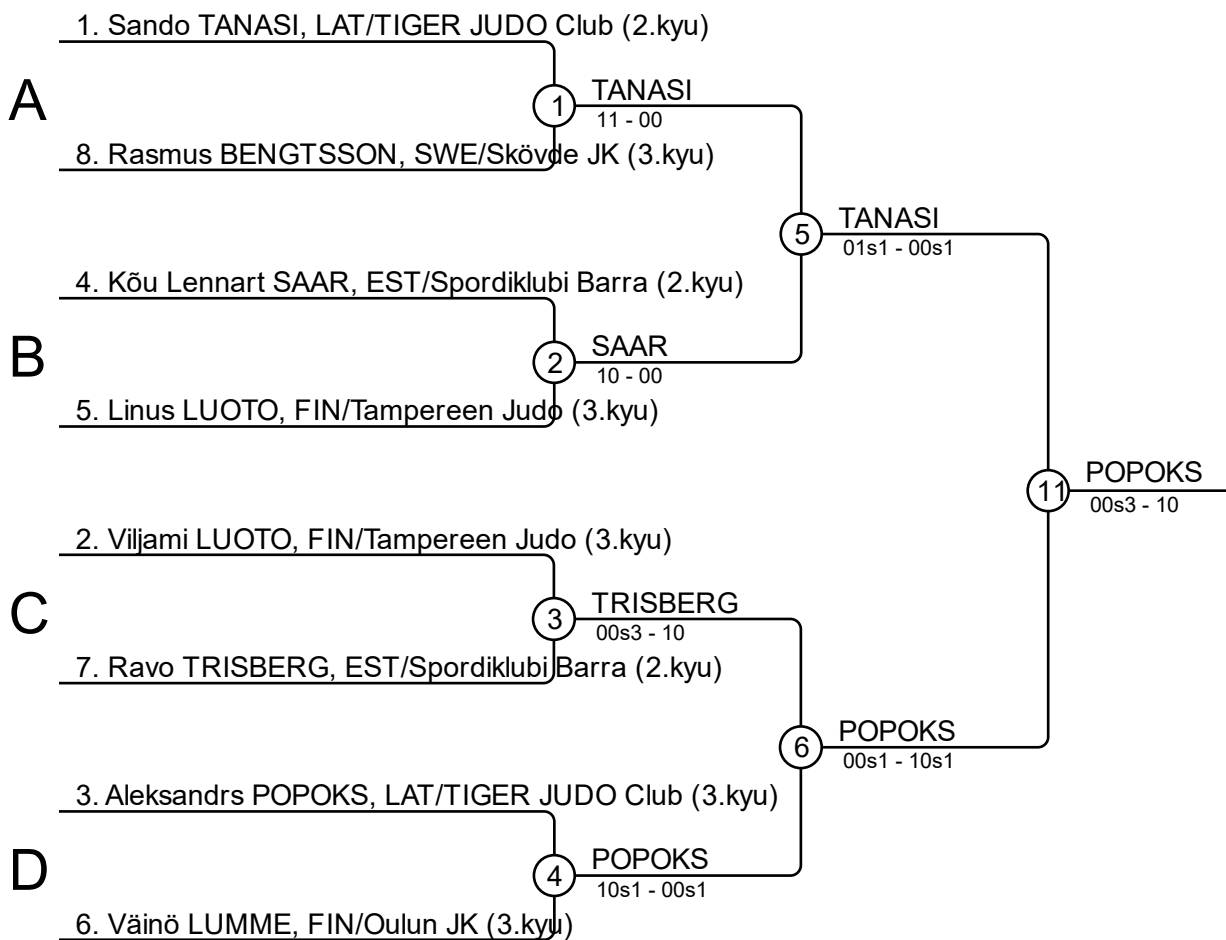 1. Sando TANASI, LAT/TIGER JUDO Club (2.kyu)
A
1
TANASI
11 - 00
8. Rasmus BENGTSSON, SWE/Skövde JK (3.kyu)
5
TANASI
01s1 - 00s1
4. Kõu Lennart SAAR, EST/Spordiklubi Barra (2.kyu)
B
2
SAAR
10 - 00
5. Linus LUOTO, FIN/Tampereen Judo (3.kyu)
11
POPOKS
00s3 - 10
2. Viljami LUOTO, FIN/Tampereen Judo (3.kyu)
C
3
TRISBERG
00s3 - 10
7. Ravo TRISBERG, EST/Spordiklubi Barra (2.kyu)
6
POPOKS
00s1 - 10s1
3. Aleksandrs POPOKS, LAT/TIGER JUDO Club (3.kyu)
D
4
POPOKS
10s1 - 00s1
6. Väinö LUMME, FIN/Oulun JK (3.kyu)